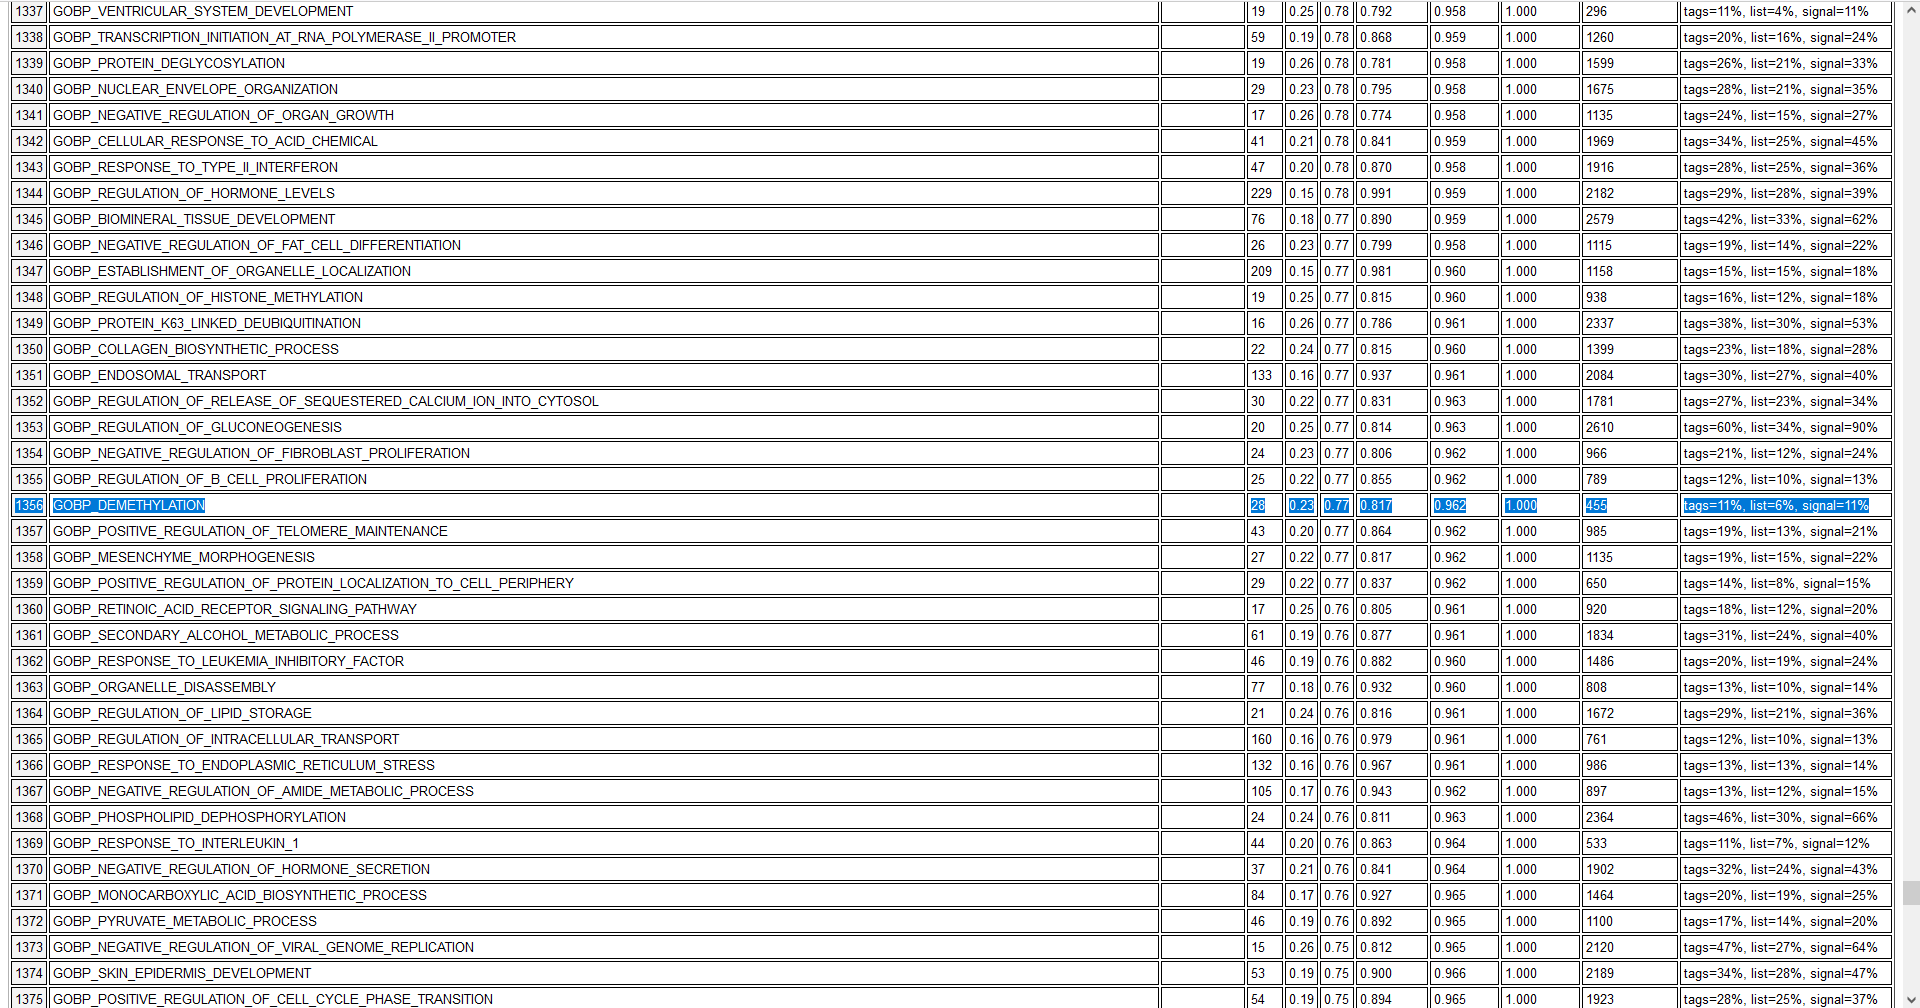 1337 GOBP_VENTRICULAR_SYSTEM_DEVELOPMENT 19 0.25 0.78 0.792 0.958 1.000 296 tags=11%, list=4%, signal=11%
1338 GOBP_TRANSCRIPTION_INITIATION_AT_RNA_POLYMERASE_II_PROMOTER 59 0.19 0.78 0.868 0.959 1.000 1260 tags=20%, list=16%, signal=24%
1339 GOBP_PROTEIN_DEGLYCOSYLATION 19 0.26 0.78 0.781 0.958 1.000 1599 tags=26%, list=21%, signal=33%
1340 GOBP_NUCLEAR_ENVELOPE_ORGANIZATION 29 0.23 0.78 0.795 0.958 1.000 1675 tags=28%, list=21%, signal=35%
1341 GOBP_NEGATIVE_REGULATION_OF_ORGAN_GROWTH 17 0.26 0.78 0.774 0.958 1.000 1135 tags=24%, list=15%, signal=27%
1342 GOBP_CELLULAR_RESPONSE_TO_ACID_CHEMICAL 41 0.21 0.78 0.841 0.959 1.000 1969 tags=34%, list=25%, signal=45%
1343 GOBP_RESPONSE_TO_TYPE_II_INTERFERON 47 0.20 0.78 0.870 0.958 1.000 1916 tags=28%, list=25%, signal=36%
1344 GOBP_REGULATION_OF_HORMONE_LEVELS 229 0.15 0.78 0.991 0.959 1.000 2182 tags=29%, list=28%, signal=39%
1345 GOBP_BIOMINERAL_TISSUE_DEVELOPMENT 76 0.18 0.77 0.890 0.959 1.000 2579 tags=42%, list=33%, signal=62%
1346 GOBP_NEGATIVE_REGULATION_OF_FAT_CELL_DIFFERENTIATION 26 0.23 0.77 0.799 0.958 1.000 1115 tags=19%, list=14%, signal=22%
1347 GOBP_ESTABLISHMENT_OF_ORGANELLE_LOCALIZATION 209 0.15 0.77 0.981 0.960 1.000 1158 tags=15%, list=15%, signal=18%
1348 GOBP_REGULATION_OF_HISTONE_METHYLATION 19 0.25 0.77 0.815 0.960 1.000 938 tags=16%, list=12%, signal=18%
1349 GOBP_PROTEIN_K63_LINKED_DEUBIQUITINATION 16 0.26 0.77 0.786 0.961 1.000 2337 tags=38%, list=30%, signal=53%
1350 GOBP_COLLAGEN_BIOSYNTHETIC_PROCESS 22 0.24 0.77 0.815 0.960 1.000 1399 tags=23%, list=18%, signal=28%
1351 GOBP_ENDOSOMAL_TRANSPORT 133 0.16 0.77 0.937 0.961 1.000 2084 tags=30%, list=27%, signal=40%
1352 GOBP_REGULATION_OF_RELEASE_OF_SEQUESTERED_CALCIUM_ION_INTO_CYTOSOL 30 0.22 0.77 0.831 0.963 1.000 1781 tags=27%, list=23%, signal=34%
1353 GOBP_REGULATION_OF_GLUCONEOGENESIS 20 0.25 0.77 0.814 0.963 1.000 2610 tags=60%, list=34%, signal=90%
1354 GOBP_NEGATIVE_REGULATION_OF_FIBROBLAST_PROLIFERATION 24 0.23 0.77 0.806 0.962 1.000 966 tags=21%, list=12%, signal=24%
1355 GOBP_REGULATION_OF_B_CELL_PROLIFERATION 25 0.22 0.77 0.855 0.962 1.000 789 tags=12%, list=10%, signal=13%
1356 GOBP_DEMETHYLATION 28 0.23 0.77 0.817 0.962 1.000 455 tags=11%, list=6%, signal=11%
1357 GOBP_POSITIVE_REGULATION_OF_TELOMERE_MAINTENANCE 43 0.20 0.77 0.864 0.962 1.000 985 tags=19%, list=13%, signal=21%
1358 GOBP_MESENCHYME_MORPHOGENESIS 27 0.22 0.77 0.817 0.962 1.000 1135 tags=19%, list=15%, signal=22%
1359 GOBP_POSITIVE_REGULATION_OF_PROTEIN_LOCALIZATION_TO_CELL_PERIPHERY 29 0.22 0.77 0.837 0.962 1.000 650 tags=14%, list=8%, signal=15%
1360 GOBP_RETINOIC_ACID_RECEPTOR_SIGNALING_PATHWAY 17 0.25 0.76 0.805 0.961 1.000 920 tags=18%, list=12%, signal=20%
1361 GOBP_SECONDARY_ALCOHOL_METABOLIC_PROCESS 61 0.19 0.76 0.877 0.961 1.000 1834 tags=31%, list=24%, signal=40%
1362 GOBP_RESPONSE_TO_LEUKEMIA_INHIBITORY_FACTOR 46 0.19 0.76 0.882 0.960 1.000 1486 tags=20%, list=19%, signal=24%
1363 GOBP_ORGANELLE_DISASSEMBLY 77 0.18 0.76 0.932 0.960 1.000 808 tags=13%, list=10%, signal=14%
1364 GOBP_REGULATION_OF_LIPID_STORAGE 21 0.24 0.76 0.816 0.961 1.000 1672 tags=29%, list=21%, signal=36%
1365 GOBP_REGULATION_OF_INTRACELLULAR_TRANSPORT 160 0.16 0.76 0.979 0.961 1.000 761 tags=12%, list=10%, signal=13%
1366 GOBP_RESPONSE_TO_ENDOPLASMIC_RETICULUM_STRESS 132 0.16 0.76 0.967 0.961 1.000 986 tags=13%, list=13%, signal=14%
1367 GOBP_NEGATIVE_REGULATION_OF_AMIDE_METABOLIC_PROCESS 105 0.17 0.76 0.943 0.962 1.000 897 tags=13%, list=12%, signal=15%
1368 GOBP_PHOSPHOLIPID_DEPHOSPHORYLATION 24 0.24 0.76 0.811 0.963 1.000 2364 tags=46%, list=30%, signal=66%
1369 GOBP_RESPONSE_TO_INTERLEUKIN_1 44 0.20 0.76 0.863 0.964 1.000 533 tags=11%, list=7%, signal=12%
1370 GOBP_NEGATIVE_REGULATION_OF_HORMONE_SECRETION 37 0.21 0.76 0.841 0.964 1.000 1902 tags=32%, list=24%, signal=43%
1371 GOBP_MONOCARBOXYLIC_ACID_BIOSYNTHETIC_PROCESS 84 0.17 0.76 0.927 0.965 1.000 1464 tags=20%, list=19%, signal=25%
1372 GOBP_PYRUVATE_METABOLIC_PROCESS 46 0.19 0.76 0.892 0.965 1.000 1100 tags=17%, list=14%, signal=20%
1373 GOBP_NEGATIVE_REGULATION_OF_VIRAL_GENOME_REPLICATION 15 0.26 0.75 0.812 0.965 1.000 2120 tags=47%, list=27%, signal=64%
1374 GOBP_SKIN_EPIDERMIS_DEVELOPMENT 53 0.19 0.75 0.900 0.966 1.000 2189 tags=34%, list=28%, signal=47%
1375 GOBP_POSITIVE_REGULATION_OF_CELL_CYCLE_PHASE_TRANSITION 54 0.19 0.75 0.894 0.965 1.000 1923 tags=28%, list=25%, signal=37%